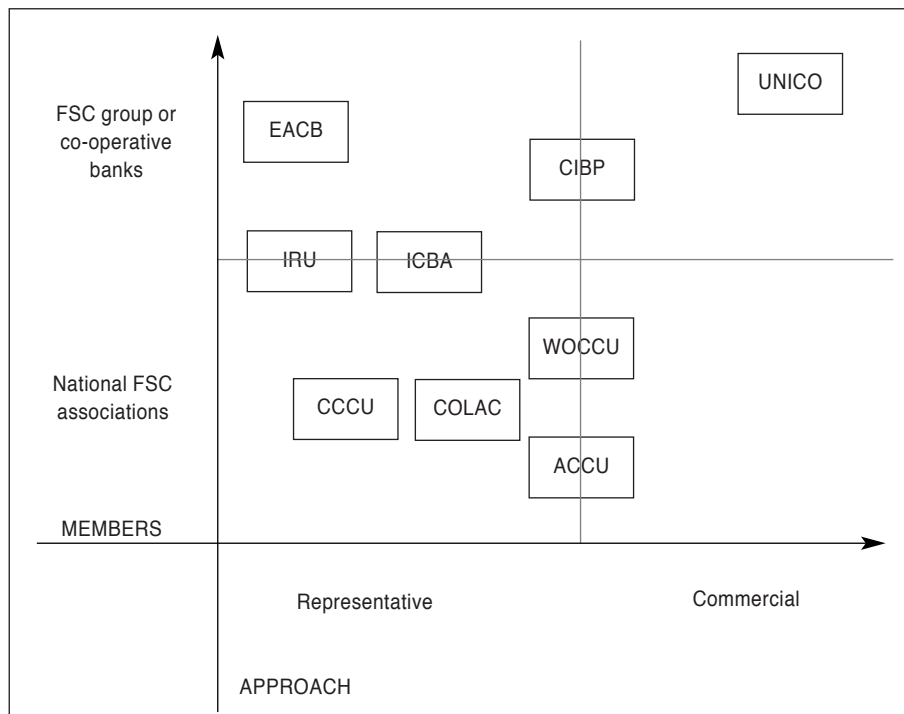 UNICO
FSC group or
co-operative
banks
EACB
CIBP
IRU
ICBA
WOCCU
National FSC
associations
CCCU
COLAC
ACCU
MEMBERS
Representative
Commercial
APPROACH